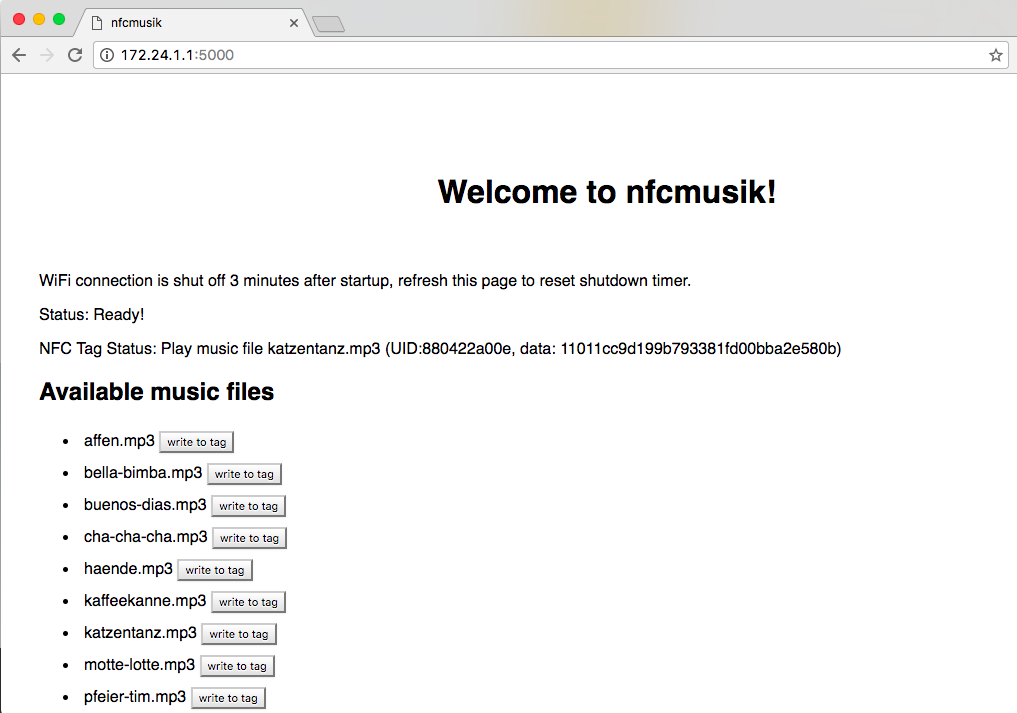 nfcmusik
172.24.1.1:5000
Welcome to nfcmusik!
WiFi connection is shut off 3 minutes after startup, refresh this page to reset shutdown timer.
Status: Ready!
NFC Tag Status: Play music file katzentanz.mp3 (UID:880422a00e, data: 11011cc9d199b793381fd00bba2e580b)
Available music files
• affen.mp3 write to tag
• bella-bimba.mp3 write to tag
• buenos-dias.mp3 write to tag
• cha-cha-cha.mp3 write to tag
• haende.mp3 write to tag
• kaffeekanne.mp3 write to tag
• katzentanz.mp3 write to tag
• motte-lotte.mp3 write to tag
• pfeier-tim.mp3 write to tag